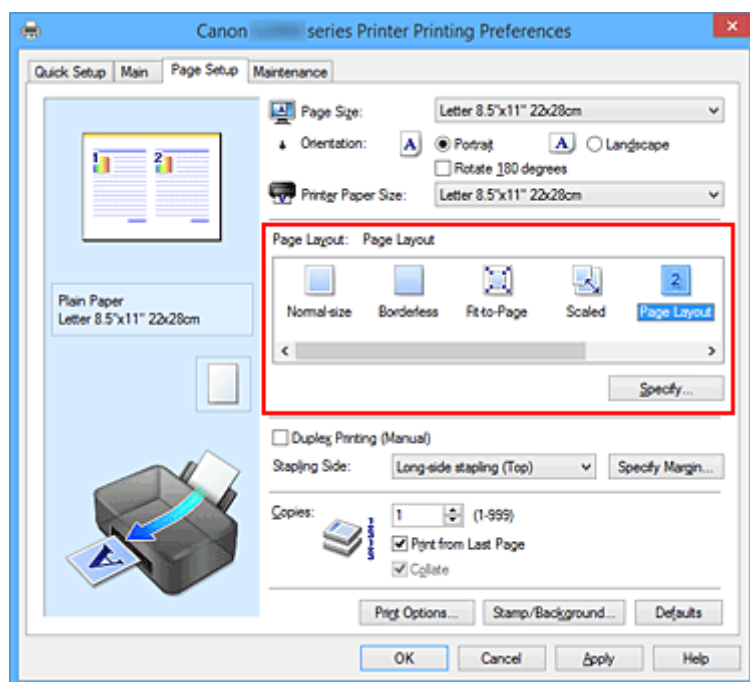 Canon series Printer Printing Preferences
Quick Setup Main Page Setup Maintenance
Page Size: Letter 8.5"x11" 22x28cm
Orientation: A Portrait A Landscape
Rotate 180 degrees
Printer Paper Size: Letter 8.5"x11" 22x28cm
1 2
Page Layout: Page Layout
2
Normal-size Borderless Fit-to-Page Scaled Page Layout
Specify...
Plain Paper
Letter 8.5"x11" 22x28cm
Duplex Printing (Manual)
Stapling Side: Long-side stapling (Top) Specify Margin...
Copies: 1 (1-999)
Print from Last Page
Collate
A
Print Options... Stamp/Background... Defaults
OK Cancel Apply Help